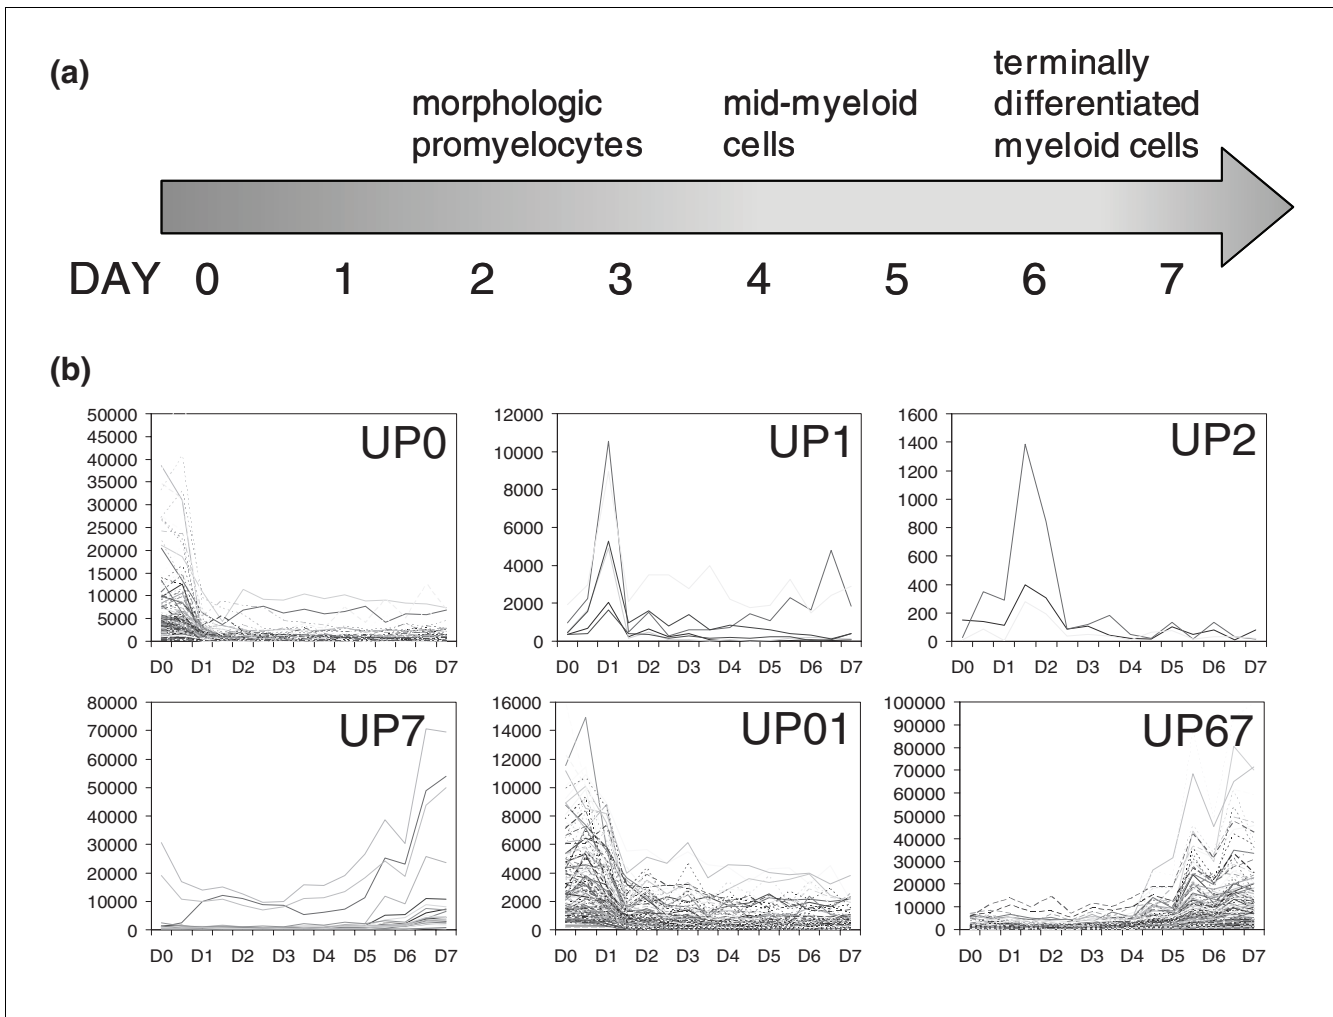 (a)
morphologic
promyelocytes
mid-myeloid
cells
terminally
differentiated
myeloid cells
DAY 0 1 2 3 4 5 6 7
(b)
UP0
50000
45000
40000
35000
30000
25000
20000
15000
10000
5000
0
D0 D1 D2 D3 D4 D5 D6 D7
UP1
12000
10000
8000
6000
4000
2000
0
D0 D1 D2 D3 D4 D5 D6 D7
UP2
1600
1400
1200
1000
800
600
400
200
0
D0 D1 D2 D3 D4 D5 D6 D7
UP7
80000
70000
60000
50000
40000
30000
20000
10000
0
D0 D1 D2 D3 D4 D5 D6 D7
UP01
16000
14000
12000
10000
8000
6000
4000
2000
0
D0 D1 D2 D3 D4 D5 D6 D7
UP67
100000
90000
80000
70000
60000
50000
40000
30000
20000
10000
0
D0 D1 D2 D3 D4 D5 D6 D7